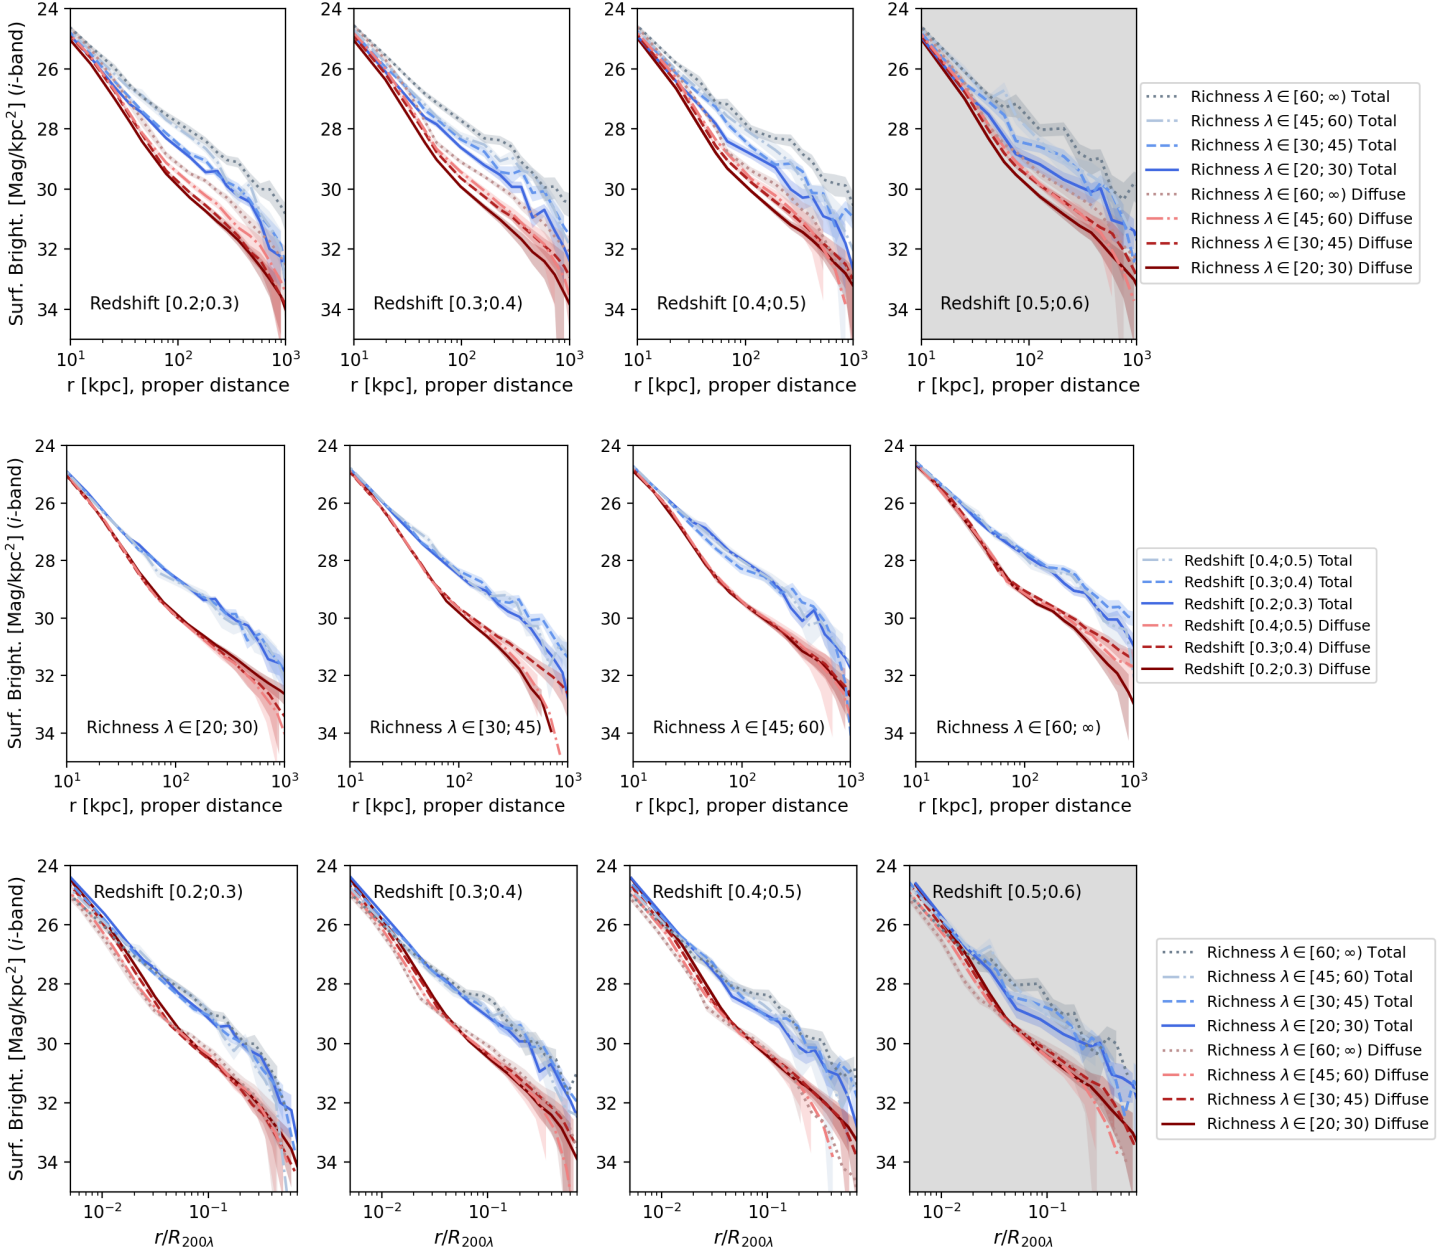 Surf. Bright. [Mag/kpc²] (i-band)
24
26
28
30
32
34
Redshift [0.2;0.3)
10¹
10²
10³
r [kpc], proper distance
24
26
28
30
32
34
Redshift [0.3;0.4)
10¹
10²
10³
r [kpc], proper distance
24
26
28
30
32
34
Redshift [0.4;0.5)
10¹
10²
10³
r [kpc], proper distance
24
26
28
30
32
34
Redshift [0.5;0.6)
10¹
10²
10³
r [kpc], proper distance
Richness λ ∈ [60; ∞) Total
Richness λ ∈ [45; 60) Total
Richness λ ∈ [30; 45) Total
Richness λ ∈ [20; 30) Total
Richness λ ∈ [60; ∞) Diffuse
Richness λ ∈ [45; 60) Diffuse
Richness λ ∈ [30; 45) Diffuse
Richness λ ∈ [20; 30) Diffuse
Surf. Bright. [Mag/kpc²] (i-band)
24
26
28
30
32
34
Richness λ ∈ [20; 30)
10¹
10²
10³
r [kpc], proper distance
24
26
28
30
32
34
Richness λ ∈ [30; 45)
10¹
10²
10³
r [kpc], proper distance
24
26
28
30
32
34
Richness λ ∈ [45; 60)
10¹
10²
10³
r [kpc], proper distance
24
26
28
30
32
34
Richness λ ∈ [60; ∞)
10¹
10²
10³
r [kpc], proper distance
Redshift [0.4;0.5) Total
Redshift [0.3;0.4) Total
Redshift [0.2;0.3) Total
Redshift [0.4;0.5) Diffuse
Redshift [0.3;0.4) Diffuse
Redshift [0.2;0.3) Diffuse
Surf. Bright. [Mag/kpc²] (i-band)
24
26
28
30
32
34
Redshift [0.2;0.3)
10⁻²
10⁻¹
r/R₂₀₀λ
24
26
28
30
32
34
Redshift [0.3;0.4)
10⁻²
10⁻¹
r/R₂₀₀λ
24
26
28
30
32
34
Redshift [0.4;0.5)
10⁻²
10⁻¹
r/R₂₀₀λ
24
26
28
30
32
34
Redshift [0.5;0.6)
10⁻²
10⁻¹
r/R₂₀₀λ
Richness λ ∈ [60; ∞) Total
Richness λ ∈ [45; 60) Total
Richness λ ∈ [30; 45) Total
Richness λ ∈ [20; 30) Total
Richness λ ∈ [60; ∞) Diffuse
Richness λ ∈ [45; 60) Diffuse
Richness λ ∈ [30; 45) Diffuse
Richness λ ∈ [20; 30) Diffuse